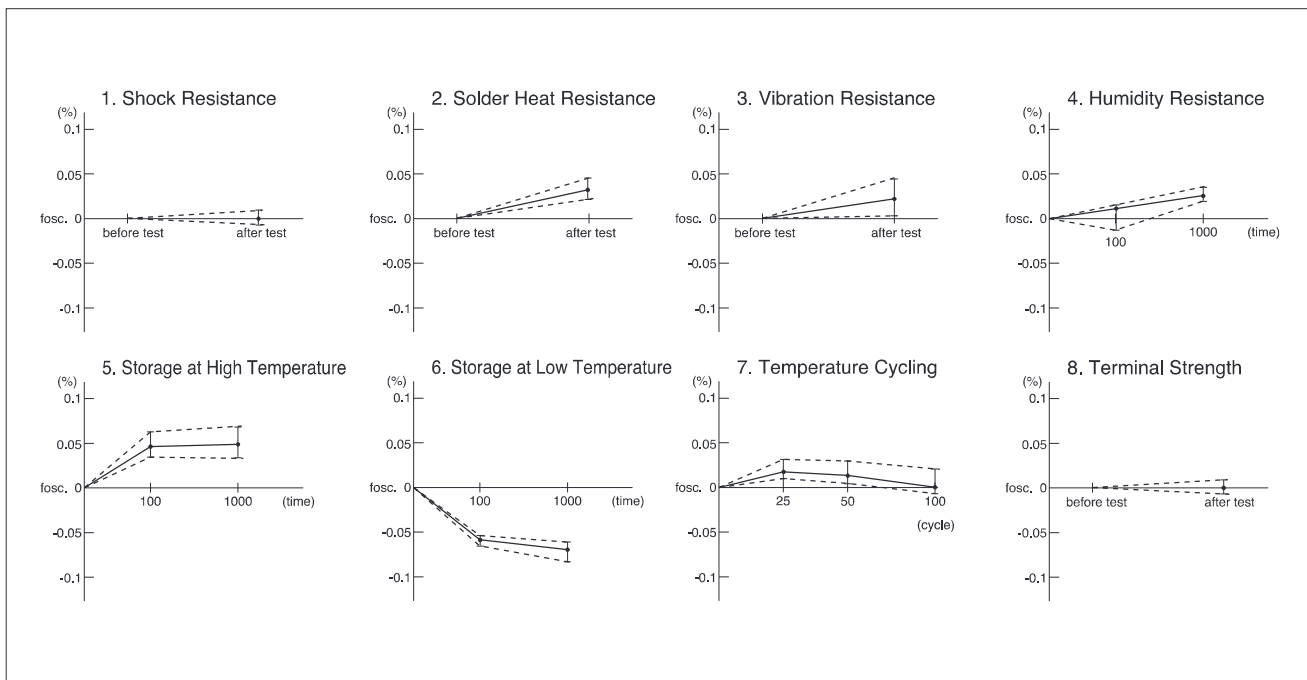 1. Shock Resistance
(%)
0.1
0.05
fosc. 0
-0.05
-0.1
before test after test
2. Solder Heat Resistance
(%)
0.1
0.05
fosc. 0
-0.05
-0.1
before test after test
3. Vibration Resistance
(%)
0.1
0.05
fosc. 0
-0.05
-0.1
before test after test
4. Humidity Resistance
(%)
0.1
0.05
fosc. 0
-0.05
-0.1
100 1000 (time)
5. Storage at High Temperature
(%)
0.1
0.05
fosc. 0
-0.05
-0.1
100 1000 (time)
6. Storage at Low Temperature
(%)
0.1
0.05
fosc. 0
-0.05
-0.1
100 1000 (time)
7. Temperature Cycling
(%)
0.1
0.05
fosc. 0
-0.05
-0.1
25 50 100
(cycle)
8. Terminal Strength
(%)
0.1
0.05
fosc. 0
-0.05
-0.1
before test after test